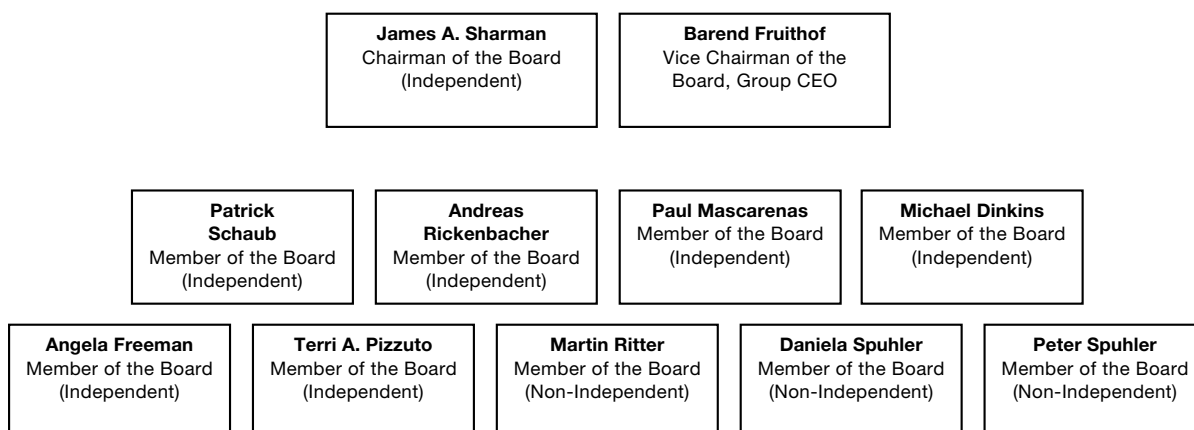 James A. Sharman
Chairman of the Board
(Independent)
Barend Fruithof
Vice Chairman of the
Board, Group CEO
Patrick
Schaub
Member of the Board
(Independent)
Andreas
Rickenbacher
Member of the Board
(Independent)
Paul Mascarenas
Member of the Board
(Independent)
Michael Dinkins
Member of the Board
(Independent)
Angela Freeman
Member of the Board
(Independent)
Terri A. Pizzuto
Member of the Board
(Independent)
Martin Ritter
Member of the Board
(Non-Independent)
Daniela Spuhler
Member of the Board
(Non-Independent)
Peter Spuhler
Member of the Board
(Non-Independent)